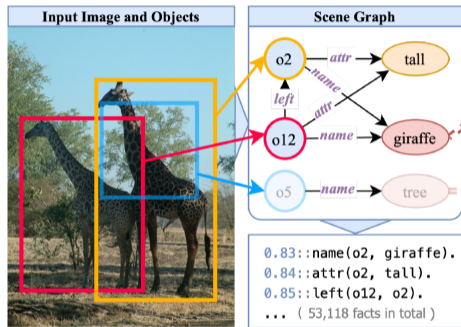 Input Image and Objects
Scene Graph
o2
attr
tall
name
left
attr
o12
name
giraffe
o5
name
tree
0.83::name(o2, giraffe).
0.84::attr(o2, tall).
0.85::left(o12, o2).
... ( 53,118 facts in total )